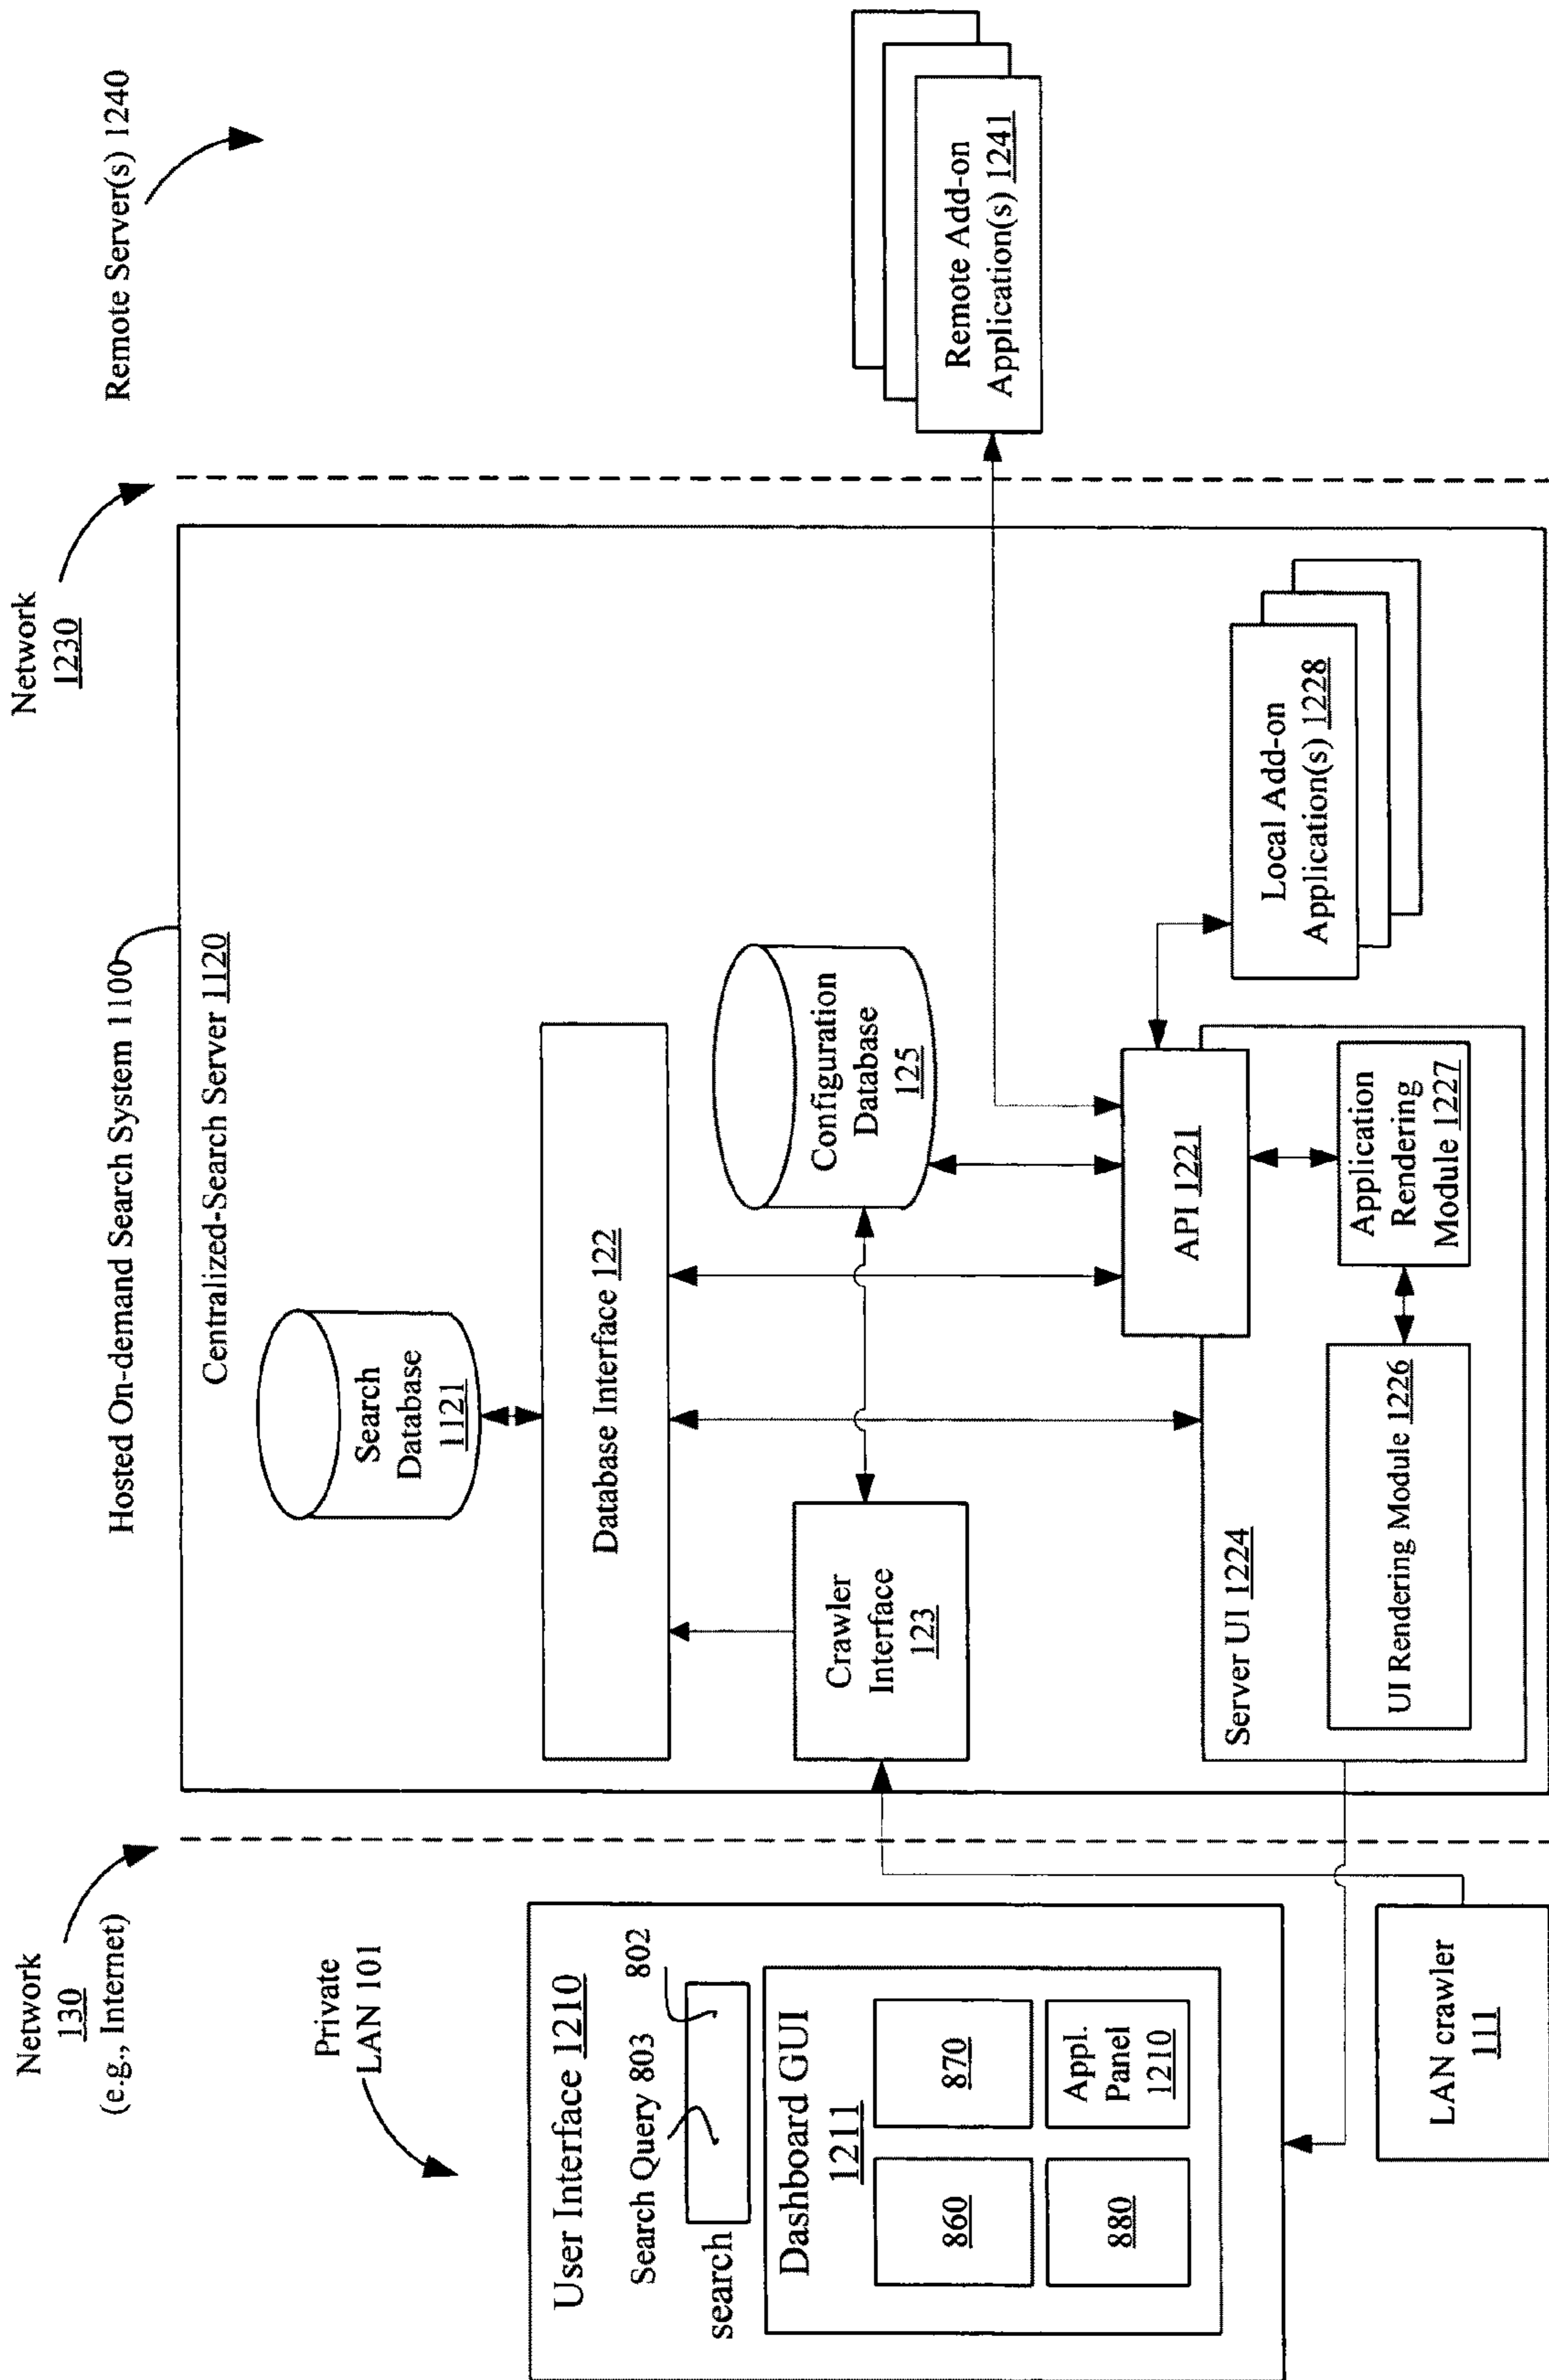 Network
130
(e.g., Internet)
Private
LAN 101
User Interface 1210
Search Query 803
802
search
Dashboard GUI
1211
860
870
880
Appl.
Panel
1210
LAN crawler
111
Hosted On-demand Search System 1100
Centralized-Search Server 1120
Search
Database
1121
Database Interface 122
Crawler
Interface
123
Configuration
Database
125
API 1221
Server UI 1224
UI Rendering Module 1226
Application
Rendering
Module 1227
Local Add-on
Application(s) 1228
Network
1230
Remote Server(s) 1240
Remote Add-on
Application(s) 1241